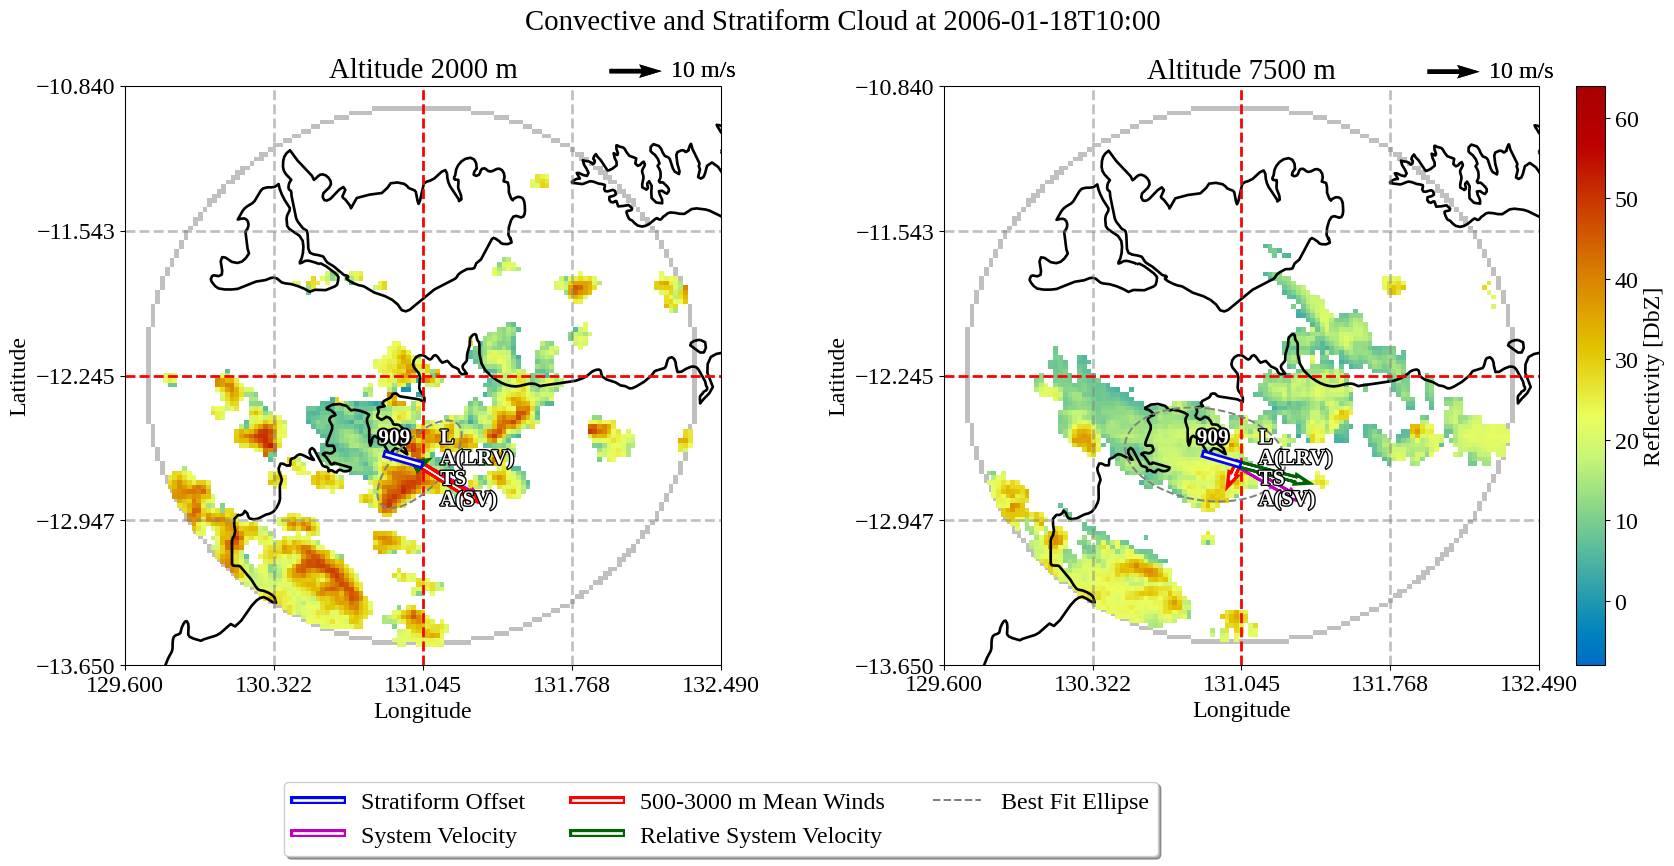 Convective and Stratiform Cloud at 2006-01-18T10:00
Altitude 2000 m
10 m/s
−10.840
−11.543
−12.245
−12.947
−13.650
129.600
130.322
131.045
131.768
132.490
Latitude
Longitude
909
L
A(LRV)
TS
A(SV)
Altitude 7500 m
10 m/s
−10.840
−11.543
−12.245
−12.947
−13.650
129.600
130.322
131.045
131.768
132.490
Latitude
Longitude
909
L
A(LRV)
TS
A(SV)
60
50
40
30
20
10
0
Reflectivity [DbZ]
Stratiform Offset
System Velocity
500-3000 m Mean Winds
Relative System Velocity
Best Fit Ellipse